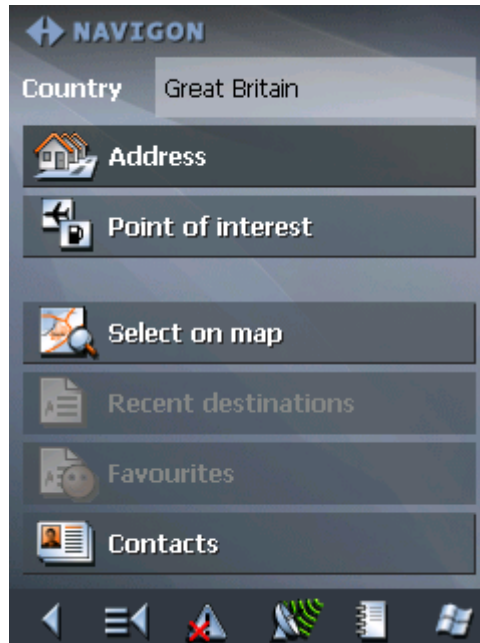 NAVIGON
Country Great Britain
Address
Point of interest
Select on map
Recent destinations
Favourites
Contacts